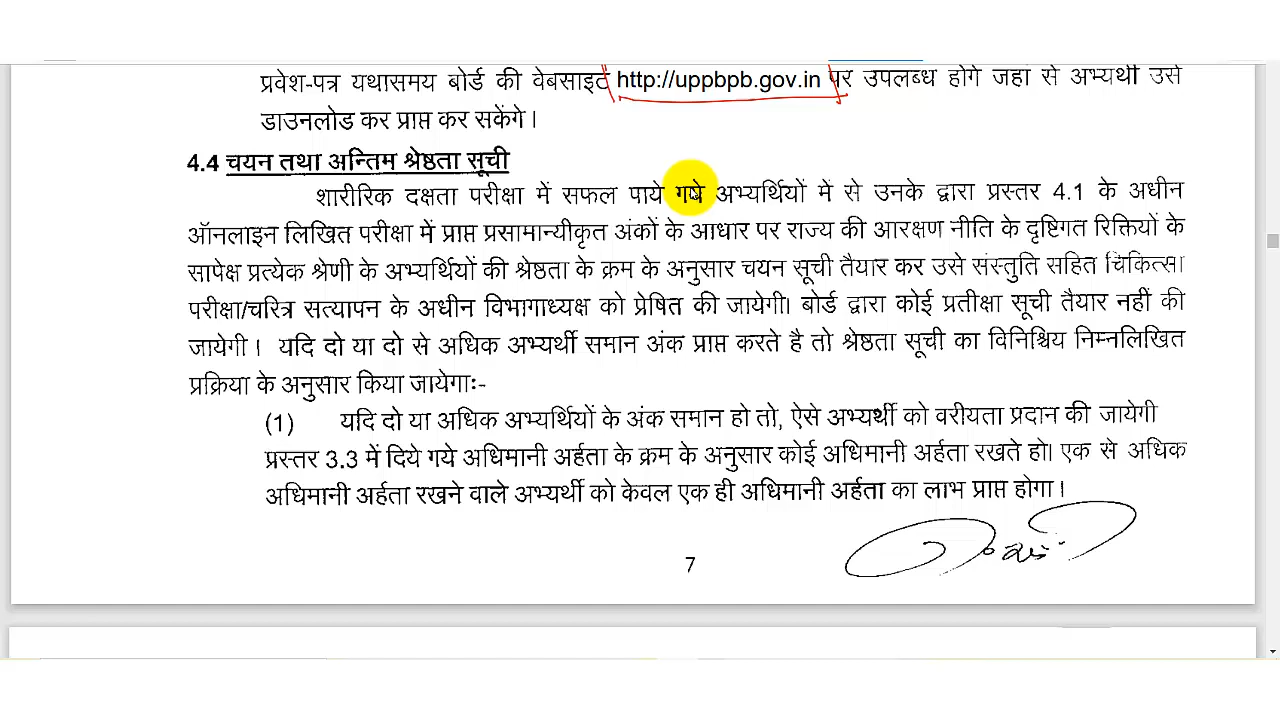 प्रवेश-पत्र यथासमय बोर्ड की वेबसाइट http://uppbpb.gov.in पर उपलब्ध होगे जहां से अभ्यर्थी उसे
डाउनलोड कर प्राप्त कर सकेंगे।
4.4 चयन तथा अन्तिम श्रेष्ठता सूची
शारीरिक दक्षता परीक्षा में सफल पाये गये अभ्यर्थियों में से उनके द्वारा प्रस्तर 4.1 के अधीन
ऑनलाइन लिखित परीक्षा में प्राप्त प्रसामान्यीकृत अंकों के आधार पर राज्य की आरक्षण नीति के दृष्टिगत रिक्तियों के
सापेक्ष प्रत्येक श्रेणी के अभ्यर्थियों की श्रेष्ठता के क्रम के अनुसार चयन सूची तैयार कर उसे संस्तुति सहित चिकित्सा
परीक्षा/चरित्र सत्यापन के अधीन विभागाध्यक्ष को प्रेषित की जायेगी। बोर्ड द्वारा कोई प्रतीक्षा सूची तैयार नहीं की
जायेगी। यदि दो या दो से अधिक अभ्यर्थी समान अंक प्राप्त करते है तो श्रेष्ठता सूची का विनिश्चिय निम्नलिखित
प्रक्रिया के अनुसार किया जायेगाः-
(1) यदि दो या अधिक अभ्यर्थियों के अंक समान हो तो, ऐसे अभ्यर्थी को वरीयता प्रदान की जायेगी
प्रस्तर 3.3 में दिये गये अधिमानी अर्हता के क्रम के अनुसार कोई अधिमानी अर्हता रखते हो। एक से अधिक
अधिमानी अर्हता रखने वाले अभ्यर्थी को केवल एक ही अधिमानी अर्हता का लाभ प्राप्त होगा।
7